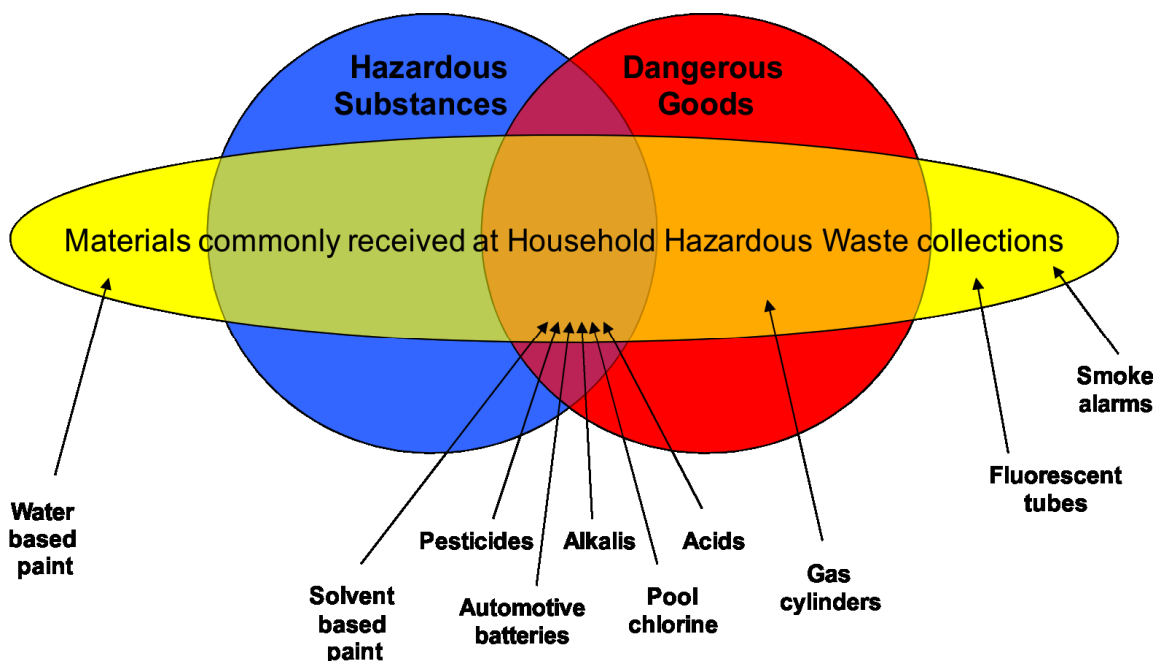 Hazardous
Substances
Dangerous
Goods
Materials commonly received at Household Hazardous Waste collections
Smoke
alarms
Fluorescent
tubes
Water
based
paint
Pesticides
Alkalis
Acids
Gas
cylinders
Solvent
based
paint
Automotive
batteries
Pool
chlorine